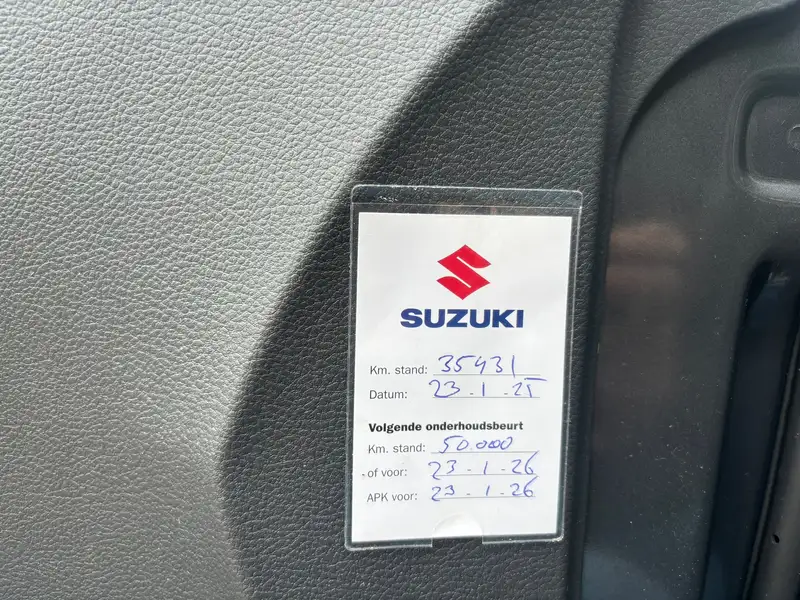 SUZUKI
Km. stand: 35431
Datum: 23 - 1 - 25
Volgende onderhoudsbeurt
Km. stand: 50.000
of voor: 23 - 1 - 26
APK voor: 23 - 1 - 26